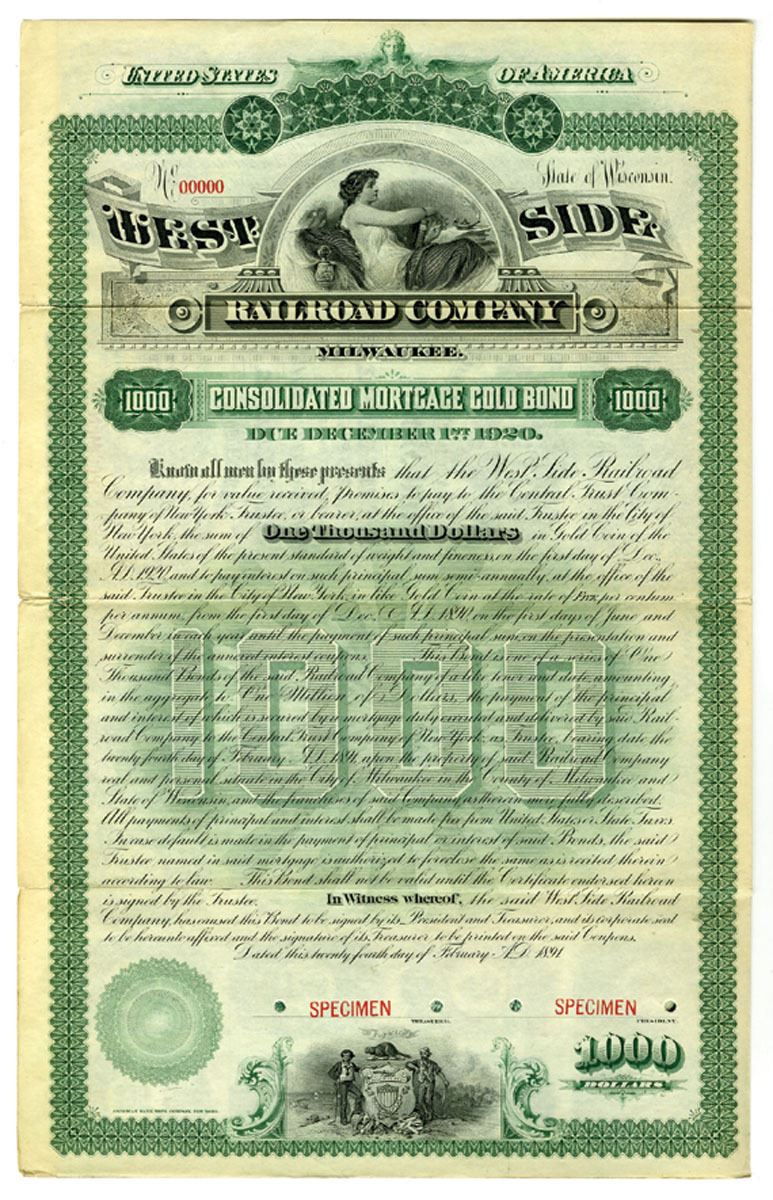 UNITED STATES OF AMERICA
No 00000 State of Wisconsin.
WEST SIDE
RAILROAD COMPANY
MILWAUKEE.
1000 CONSOLIDATED MORTGAGE GOLD BOND 1000
DUE DECEMBER 1ST 1920.
Know all men by these presents that the West Side Railroad
Company, for value received, promises to pay to the Central Trust Com-
pany of New York, Trustee, or bearer, at the office of the said Trustee in the City of
New York, the sum of One Thousand Dollars in Gold Coin of the
United States of the present standard of weight and fineness, on the first day of Dec.
A.D. 1920 and to pay interest on such principal sum semi-annually, at the office of the
said Trustee in the City of New York, in like Gold Coin at the rate of per centum
per annum, from the first day of Dec. A.D. 1890, on the first days of June and
December in each year until the payment of such principal sum, on the presentation and
surrender of the annexed interest coupons. This Bond is one of a series of One
Thousand Bonds of the said Railroad Company of a like tenor and date, amounting
in the aggregate to One Million of Dollars, the payment of the principal
and interest of which is secured by a mortgage duly executed and delivered by said Rail-
road Company to the Central Trust Company of New York, as Trustee, bearing date the
twenty fourth day of February A.D. 1891, upon the property of said Railroad Company
real and personal situate in the City of Milwaukee in the County of Milwaukee and
State of Wisconsin, and the franchises of said Company as therein more fully described.
All payments of principal and interest shall be made free from United States or State Taxes.
In case default is made in the payment of principal or interest of said Bonds, the said
Trustee named in said mortgage is authorized to foreclose the same as is recited therein
according to law. This Bond shall not be valid until the Certificate endorsed hereon
is signed by the Trustee. In Witness whereof, the said West Side Railroad
Company, has caused this Bond to be signed by its President and Treasurer, and its corporate seal
to be hereunto affixed and the signature of its Treasurer to be printed on the said Coupons.
Dated this twenty fourth day of February A.D. 1891
1000
SPECIMEN SPECIMEN
TREASURER. PRESIDENT.
1000
DOLLARS
AMERICAN BANK NOTE COMPANY, NEW YORK.